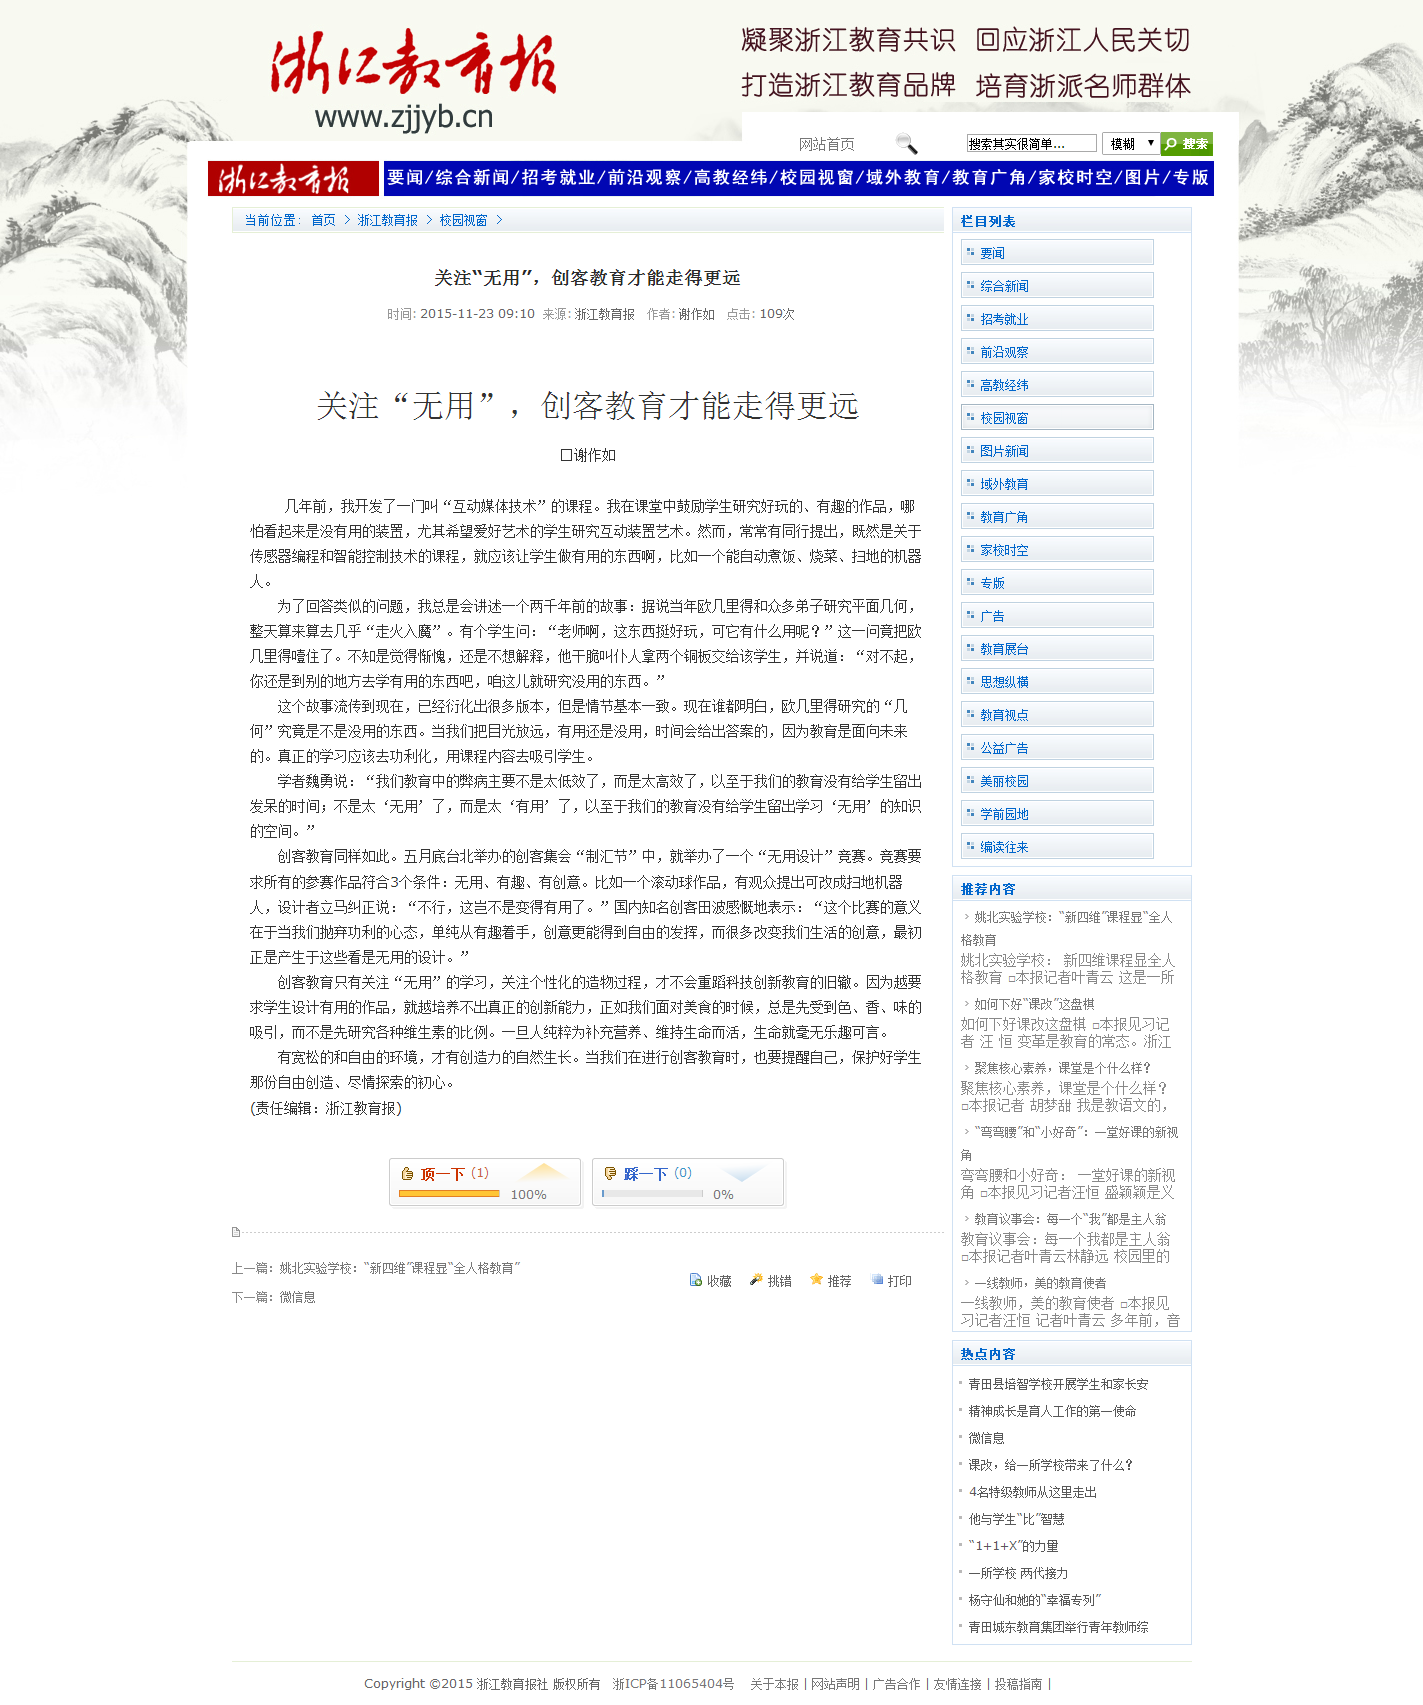 浙江教育报
www.zjjyb.cn
凝聚浙江教育共识 回应浙江人民关切
打造浙江教育品牌 培育浙派名师群体
网站首页
搜索其实很简单...
模糊
搜索
浙江教育报
要闻/综合新闻/招考就业/前沿观察/高教经纬/校园视窗/域外教育/教育广角/家校时空/图片/专版
当前位置: 首页 > 浙江教育报 > 校园视窗 >
关注“无用”，创客教育才能走得更远
时间: 2015-11-23 09:10 来源: 浙江教育报 作者: 谢作如 点击: 109次
关注“无用”，创客教育才能走得更远
□谢作如
几年前，我开发了一门叫“互动媒体技术”的课程。我在课堂中鼓励学生研究好玩的、有趣的作品，哪
怕看起来是没有用的装置，尤其希望爱好艺术的学生研究互动装置艺术。然而，常常有同行提出，既然是关于
传感器编程和智能控制技术的课程，就应该让学生做有用的东西啊，比如一个能自动煮饭、烧菜、扫地的机器
人。
为了回答类似的问题，我总是会讲述一个两千年前的故事：据说当年欧几里得和众多弟子研究平面几何，
整天算来算去几乎“走火入魔”。有个学生问：“老师啊，这东西挺好玩，可它有什么用呢？”这一问竟把欧
几里得噎住了。不知是觉得惭愧，还是不想解释，他干脆叫仆人拿两个铜板交给该学生，并说道：“对不起，
你还是到别的地方去学有用的东西吧，咱这儿就研究没用的东西。”
这个故事流传到现在，已经衍化出很多版本，但是情节基本一致。现在谁都明白，欧几里得研究的“几
何”究竟是不是没用的东西。当我们把目光放远，有用还是没用，时间会给出答案的，因为教育是面向未来
的。真正的学习应该去功利化，用课程内容去吸引学生。
学者魏勇说：“我们教育中的弊病主要不是太低效了，而是太高效了，以至于我们的教育没有给学生留出
发呆的时间；不是太‘无用’了，而是太‘有用’了，以至于我们的教育没有给学生留出学习‘无用’的知识
的空间。”
创客教育同样如此。五月底台北举办的创客集会“制汇节”中，就举办了一个“无用设计”竞赛。竞赛要
求所有的参赛作品符合3个条件：无用、有趣、有创意。比如一个滚动球作品，有观众提出可改成扫地机器
人，设计者立马纠正说：“不行，这岂不是变得有用了。”国内知名创客田波感慨地表示：“这个比赛的意义
在于当我们抛弃功利的心态，单纯从有趣着手，创意更能得到自由的发挥，而很多改变我们生活的创意，最初
正是产生于这些看是无用的设计。”
创客教育只有关注“无用”的学习，关注个性化的造物过程，才不会重蹈科技创新教育的旧辙。因为越要
求学生设计有用的作品，就越培养不出真正的创新能力，正如我们面对美食的时候，总是先受到色、香、味的
吸引，而不是先研究各种维生素的比例。一旦人纯粹为补充营养、维持生命而活，生命就毫无乐趣可言。
有宽松的和自由的环境，才有创造力的自然生长。当我们在进行创客教育时，也要提醒自己，保护好学生
那份自由创造、尽情探索的初心。
(责任编辑：浙江教育报)
顶一下 (1)
100%
踩一下 (0)
0%
上一篇：姚北实验学校：“新四维”课程显“全人格教育”
下一篇：微信息
收藏 挑错 推荐 打印
栏目列表
要闻
综合新闻
招考就业
前沿观察
高教经纬
校园视窗
图片新闻
域外教育
教育广角
家校时空
专版
广告
教育展台
思想纵横
教育视点
公益广告
美丽校园
学前园地
编读往来
推荐内容
姚北实验学校：“新四维”课程显“全人
格教育
姚北实验学校： 新四维课程显全人
格教育 □本报记者叶青云 这是一所
如何下好“课改”这盘棋
如何下好课改这盘棋 □本报见习记
者 汪 恒 变革是教育的常态。浙江
聚焦核心素养，课堂是个什么样？
聚焦核心素养，课堂是个什么样？
□本报记者 胡梦甜 我是教语文的，
“弯弯腰”和“小好奇”：一堂好课的新视
角
弯弯腰和小好奇： 一堂好课的新视
角 □本报见习记者汪恒 盛颖颖是义
教育议事会：每一个“我”都是主人翁
教育议事会：每一个我都是主人翁
□本报记者叶青云林静远 校园里的
一线教师，美的教育使者
一线教师，美的教育使者 □本报见
习记者汪恒 记者叶青云 多年前，音
热点内容
青田县培智学校开展学生和家长安
精神成长是育人工作的第一使命
微信息
课改，给一所学校带来了什么？
4名特级教师从这里走出
他与学生“比”智慧
“1+1+X”的力量
一所学校 两代接力
杨守仙和她的“幸福专列”
青田城东教育集团举行青年教师综
Copyright ©2015 浙江教育报社 版权所有 浙ICP备11065404号 关于本报 | 网站声明 | 广告合作 | 友情连接 | 投稿指南 |